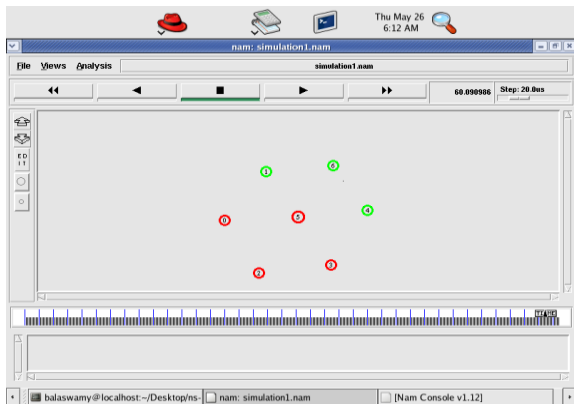 Thu May 26
6:12 AM
nam: simulation1.nam
File Views Analysis simulation1.nam
60.090986 Step: 20.0us
E D
I T
1
6
4
0
5
2
3
TIME
balaswamy@localhost:~/Desktop/ns- nam: simulation1.nam [Nam Console v1.12]